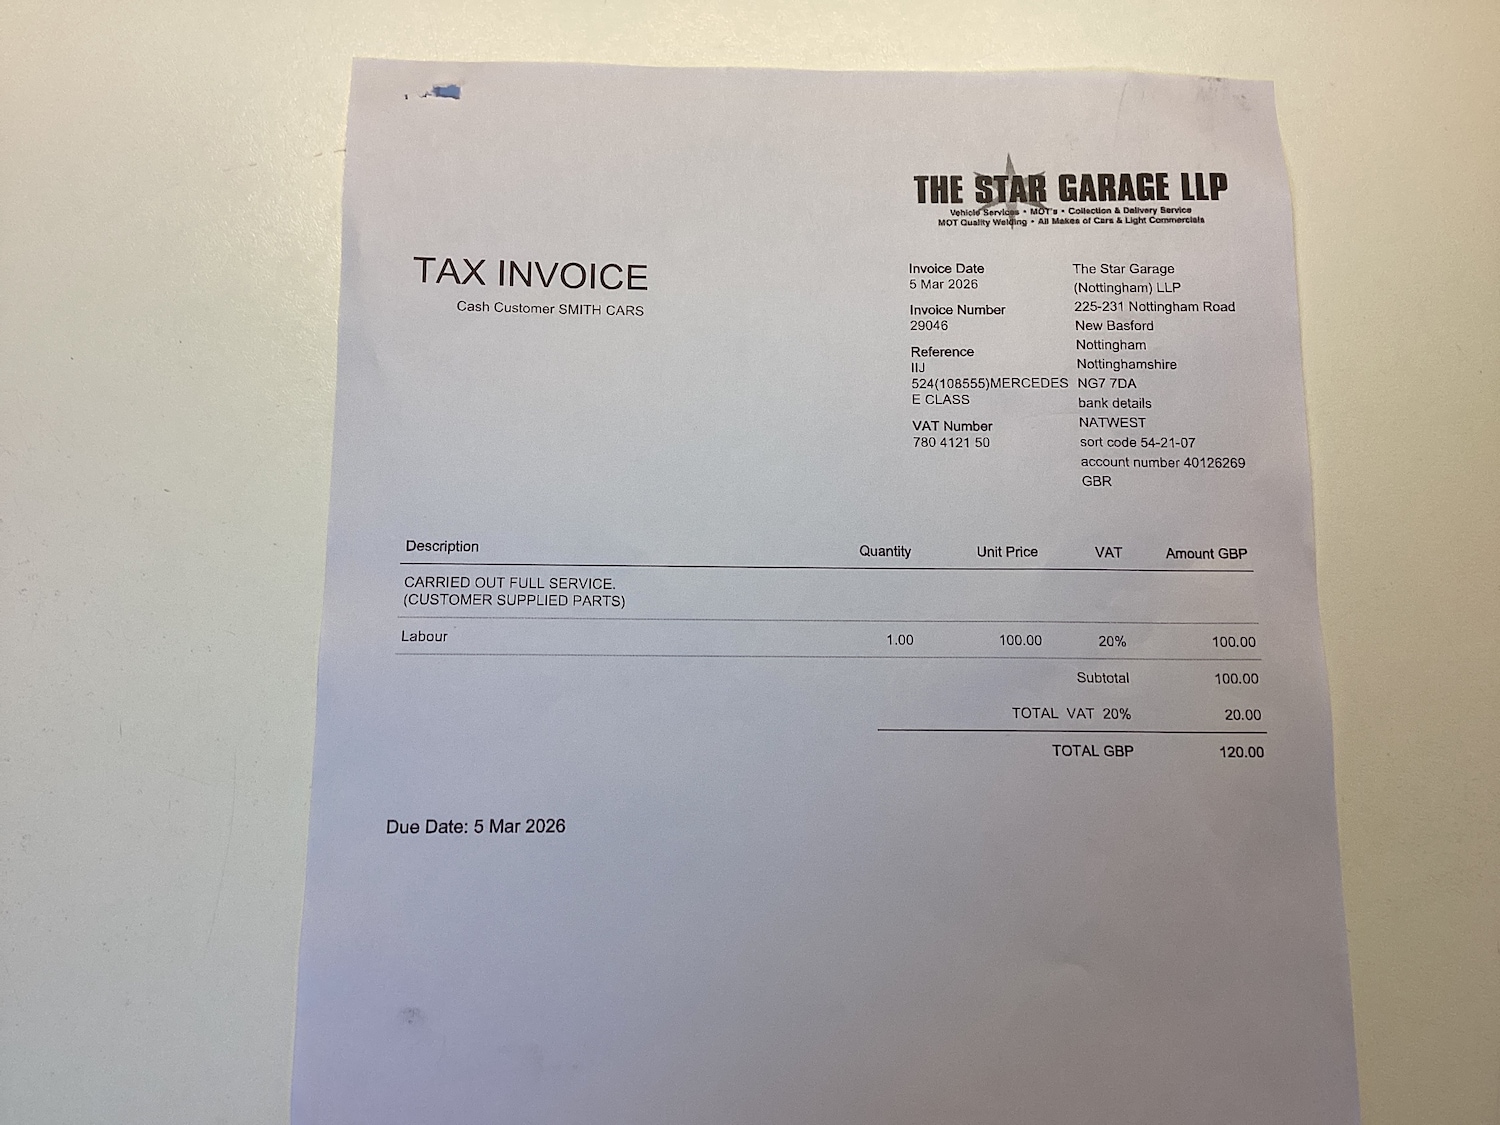 THE STAR GARAGE LLP
Vehicle Services • MOT's • Collection & Delivery Service
MOT Quality Welding • All Makes of Cars & Light Commercials
TAX INVOICE
Cash Customer SMITH CARS
Invoice Date
5 Mar 2026
Invoice Number
29046
Reference
IIJ
524(108555)MERCEDES
E CLASS
VAT Number
780 4121 50
The Star Garage
(Nottingham) LLP
225-231 Nottingham Road
New Basford
Nottingham
Nottinghamshire
NG7 7DA
bank details
NATWEST
sort code 54-21-07
account number 40126269
GBR
Description Quantity Unit Price VAT Amount GBP
CARRIED OUT FULL SERVICE.
(CUSTOMER SUPPLIED PARTS)
Labour 1.00 100.00 20% 100.00
Subtotal 100.00
TOTAL VAT 20% 20.00
TOTAL GBP 120.00
Due Date: 5 Mar 2026